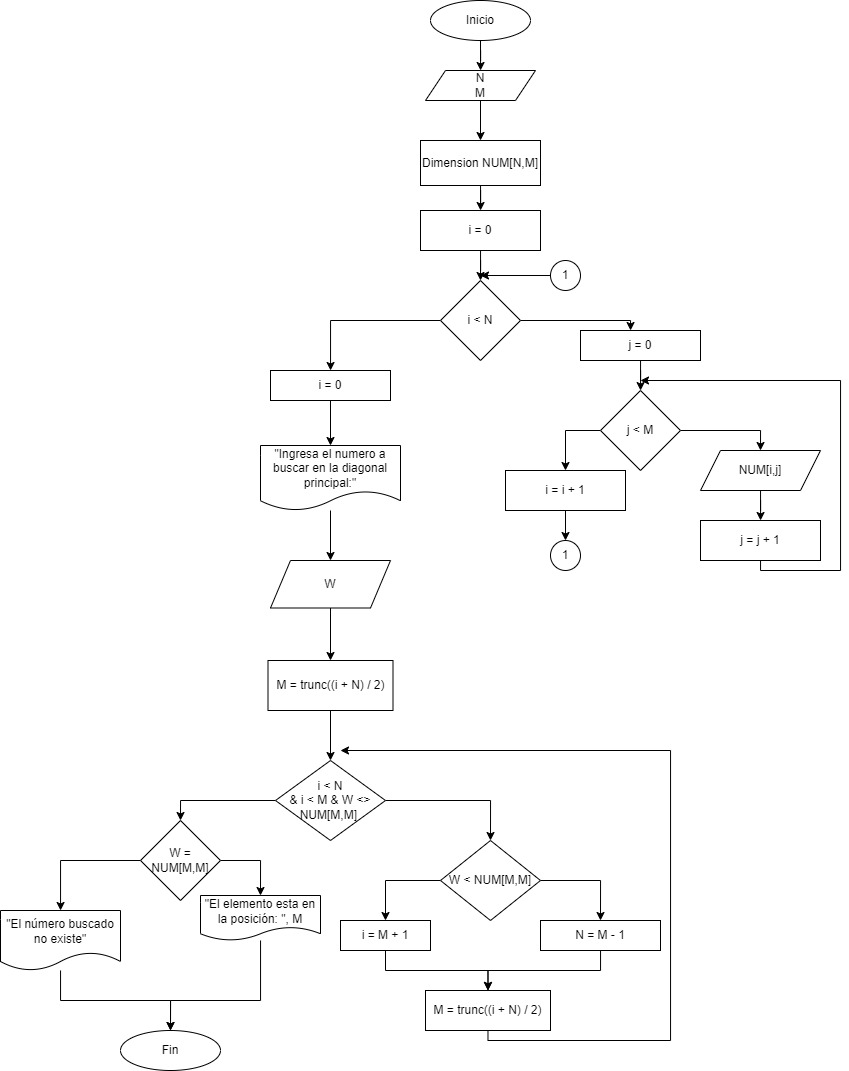 Inicio
N
M
Dimension NUM[N,M]
i = 0
1
i < N
j = 0
i = 0
j < M
"Ingresa el numero a
buscar en la diagonal
principal:"
i = i + 1
NUM[i,j]
j = j + 1
1
W
M = trunc((i + N) / 2)
i < N
& i < M & W <>
NUM[M,M]
W =
NUM[M,M]
W < NUM[M,M]
"El número buscado
no existe"
"El elemento esta en
la posición: ", M
i = M + 1
N = M - 1
M = trunc((i + N) / 2)
Fin